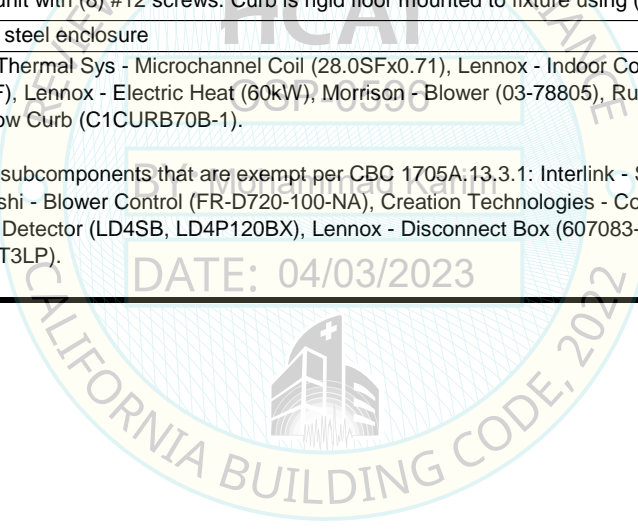 unit with (8) #12 screws. Curb is rigid floor mounted to fixture using (
HCAI
steel enclosure
Thermal Sys - Microchannel Coil (28.0SFx0.71), Lennox - Indoor Co
F), Lennox - Electric Heat (60kW), Morrison - Blower (03-78805), Ru
OSP-0596
ow Curb (C1CURB70B-1).
subcomponents that are exempt per CBC 1705A.13.3.1: Interlink - S
BY: Mohammad Karim
shi - Blower Control (FR-D720-100-NA), Creation Technologies - Co
Detector (LD4SB, LD4P120BX), Lennox - Disconnect Box (607083-
T3LP).
DATE: 04/03/2023
CALIFORNIA BUILDING CODE, 2022